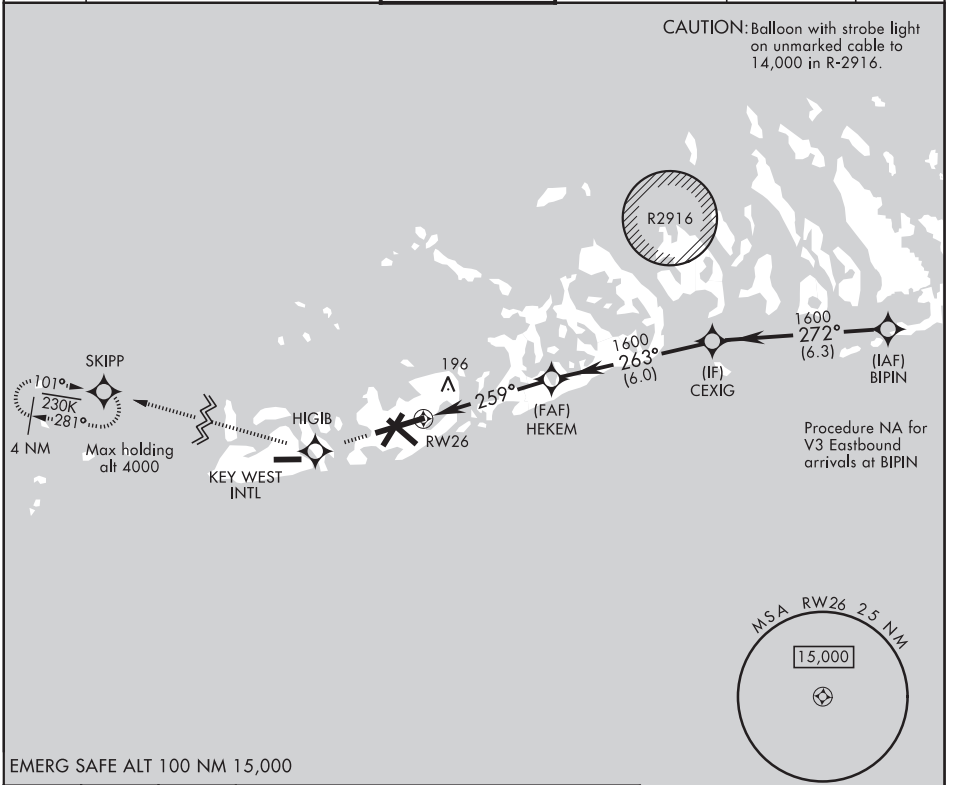 CAUTION: Balloon with strobe light
on unmarked cable to
14,000 in R-2916.
R2916
1600
272°
(6.3)
(IAF)
BIPIN
1600
263°
(6.0)
(IF)
CEXIG
196
259°
(FAF)
HEKEM
RW26
SKIPP
101°
230K
281°
4 NM
Max holding
alt 4000
HIGIB
KEY WEST
INTL
Procedure NA for
V3 Eastbound
arrivals at BIPIN
MSA RW26 25 NM
15,000
EMERG SAFE ALT 100 NM 15,000